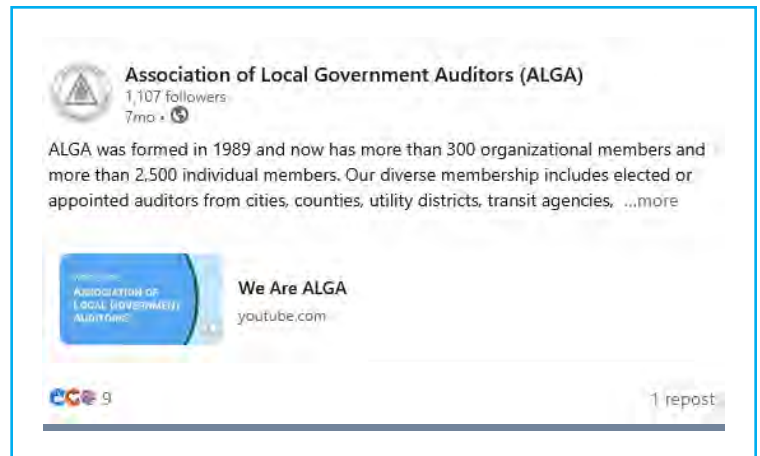 Association of Local Government Auditors (ALGA)
1,107 followers
7mo •
ALGA was formed in 1989 and now has more than 300 organizational members and
more than 2,500 individual members. Our diverse membership includes elected or
appointed auditors from cities, counties, utility districts, transit agencies, ...more
ASSOCIATION OF
LOCAL GOVERNMENT
AUDITORS
We Are ALGA
youtube.com
9
1 repost